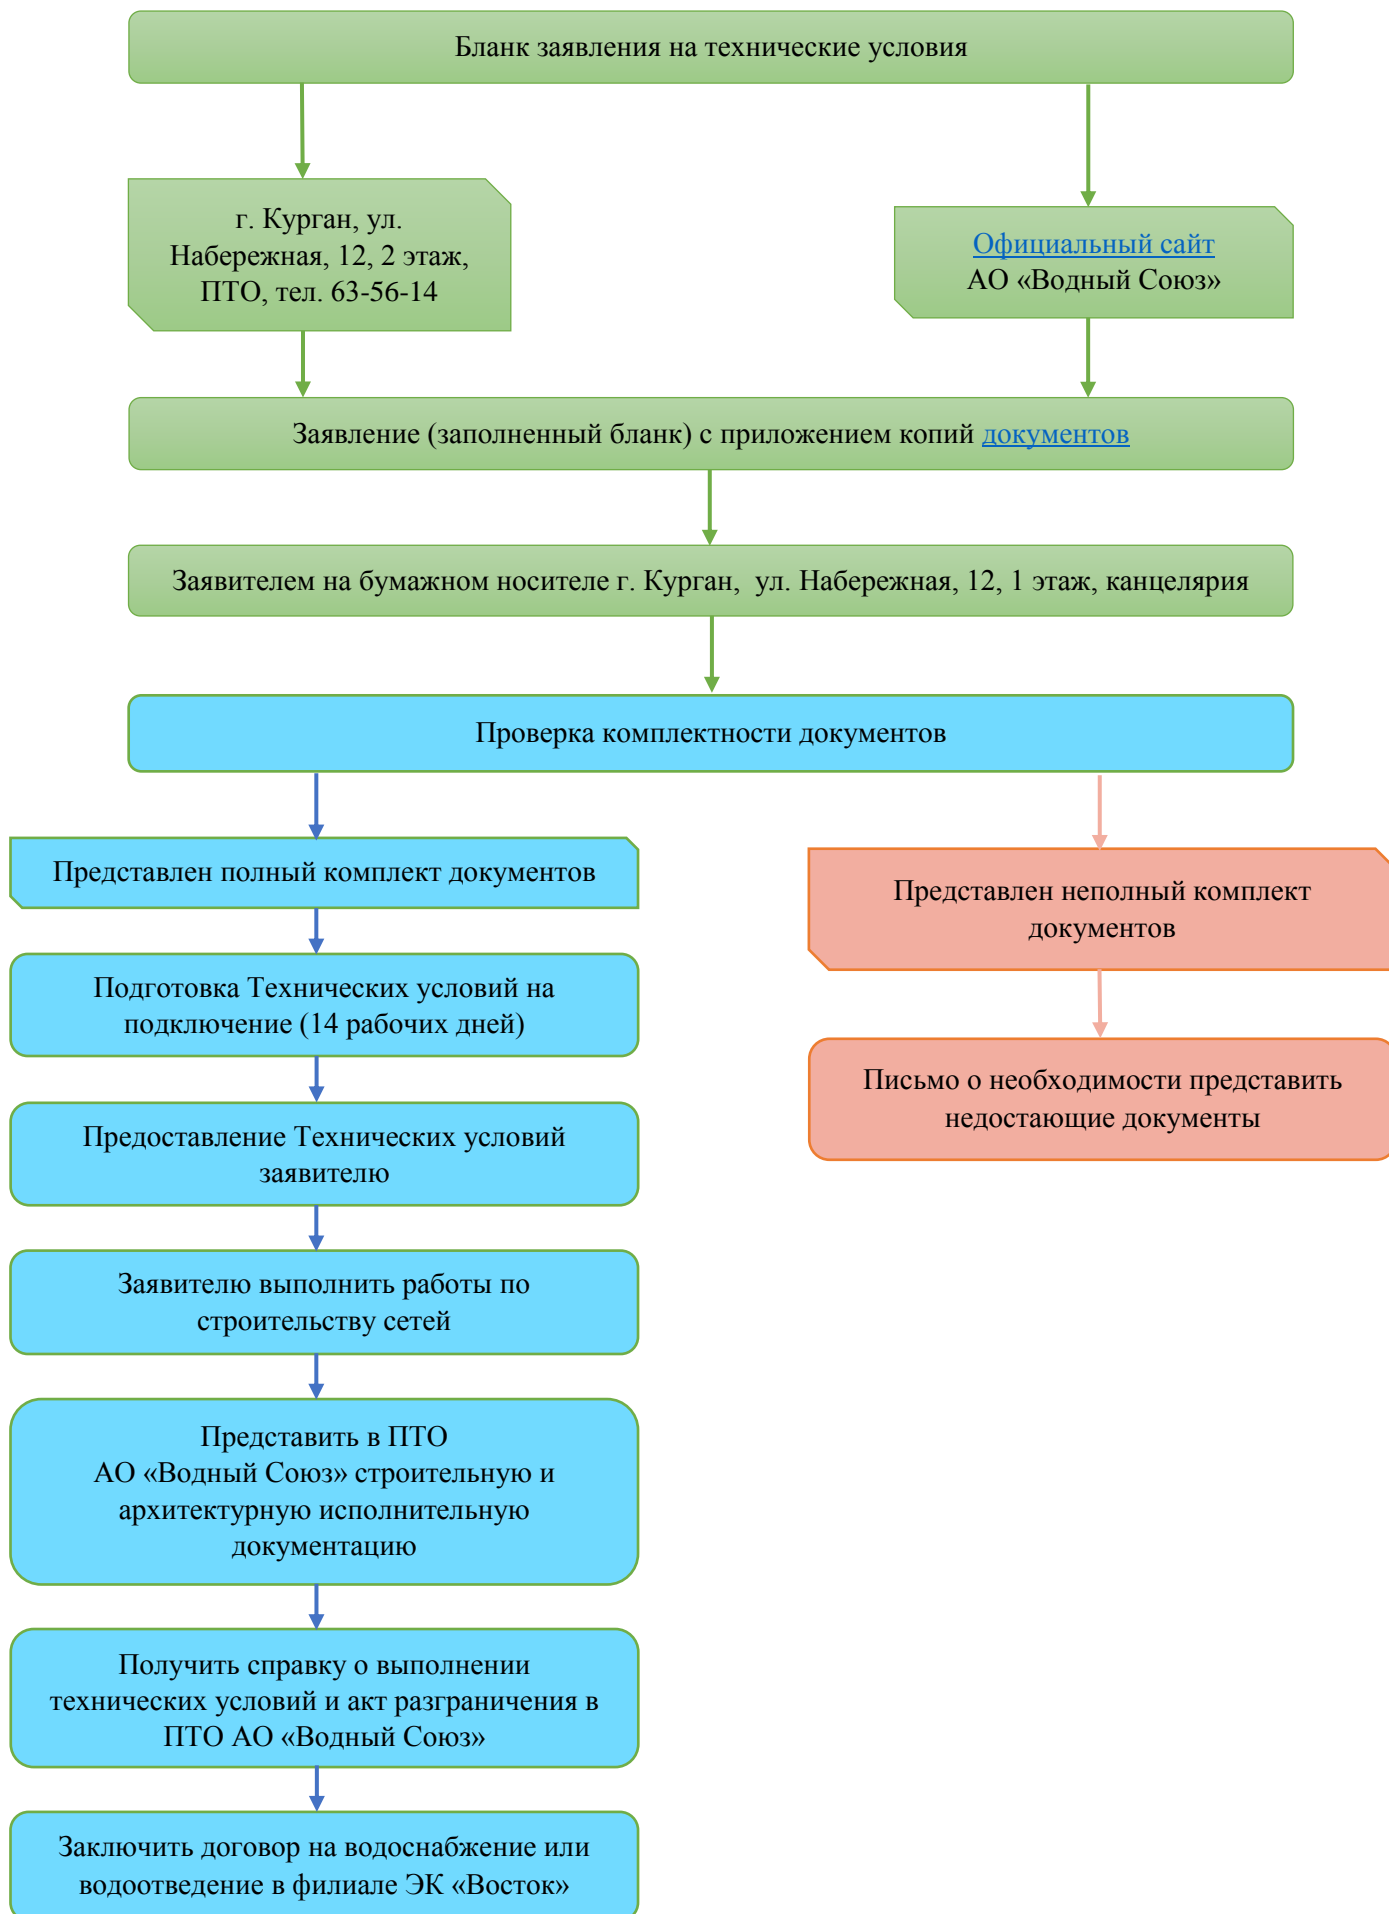 Бланк заявления на технические условия
г. Курган, ул.
Набережная, 12, 2 этаж,
ПТО, тел. 63-56-14
Официальный сайт
АО «Водный Союз»
Заявление (заполненный бланк) с приложением копий документов
Заявителем на бумажном носителе г. Курган, ул. Набережная, 12, 1 этаж, канцелярия
Проверка комплектности документов
Представлен полный комплект документов
Представлен неполный комплект
документов
Подготовка Технических условий на
подключение (14 рабочих дней)
Письмо о необходимости представить
недостающие документы
Предоставление Технических условий
заявителю
Заявителю выполнить работы по
строительству сетей
Представить в ПТО
АО «Водный Союз» строительную и
архитектурную исполнительную
документацию
Получить справку о выполнении
технических условий и акт разграничения в
ПТО АО «Водный Союз»
Заключить договор на водоснабжение или
водоотведение в филиале ЭК «Восток»